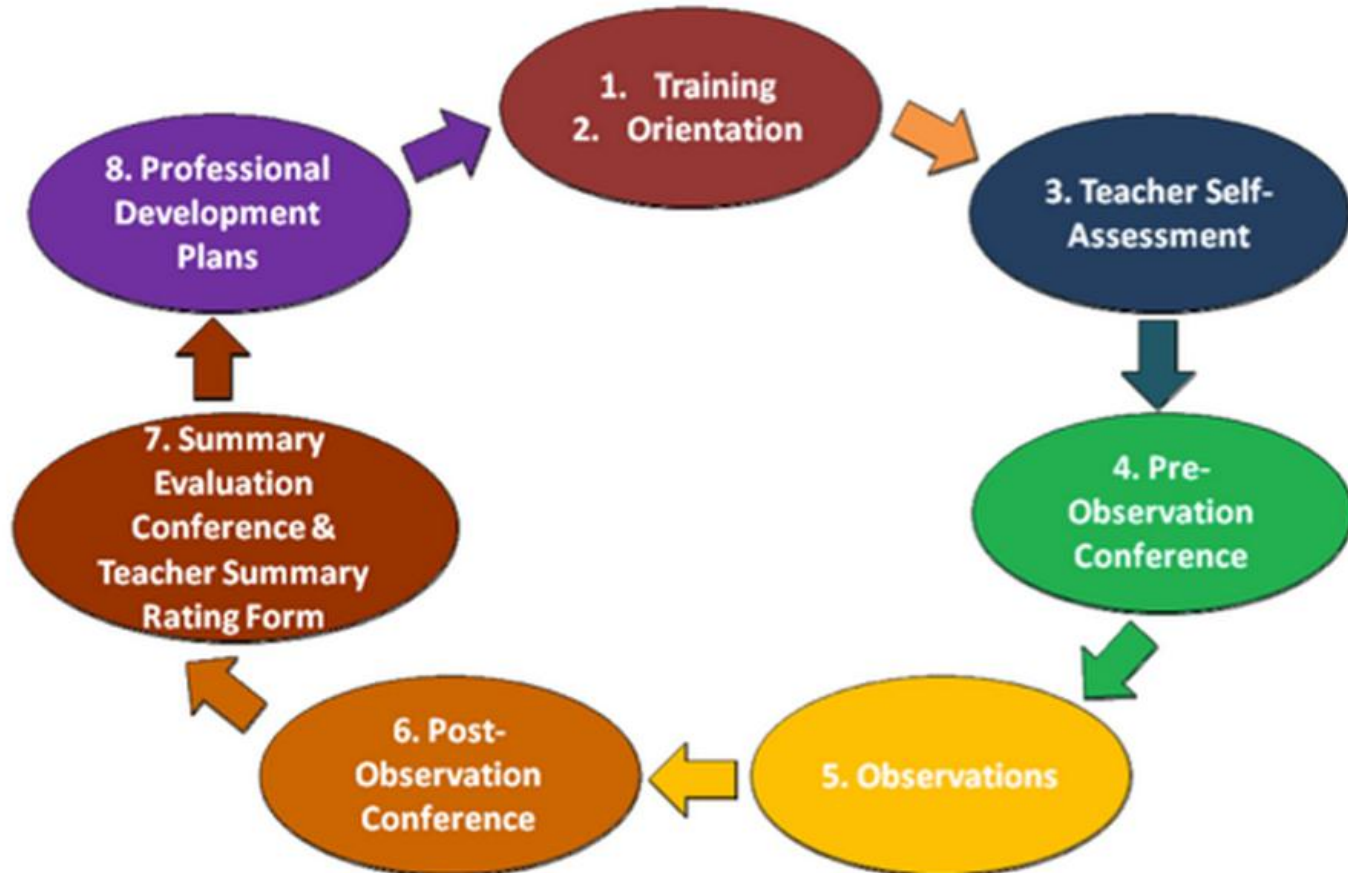 1. Training
2. Orientation
3. Teacher Self-
Assessment
4. Pre-
Observation
Conference
5. Observations
6. Post-
Observation
Conference
7. Summary
Evaluation
Conference &
Teacher Summary
Rating Form
8. Professional
Development
Plans